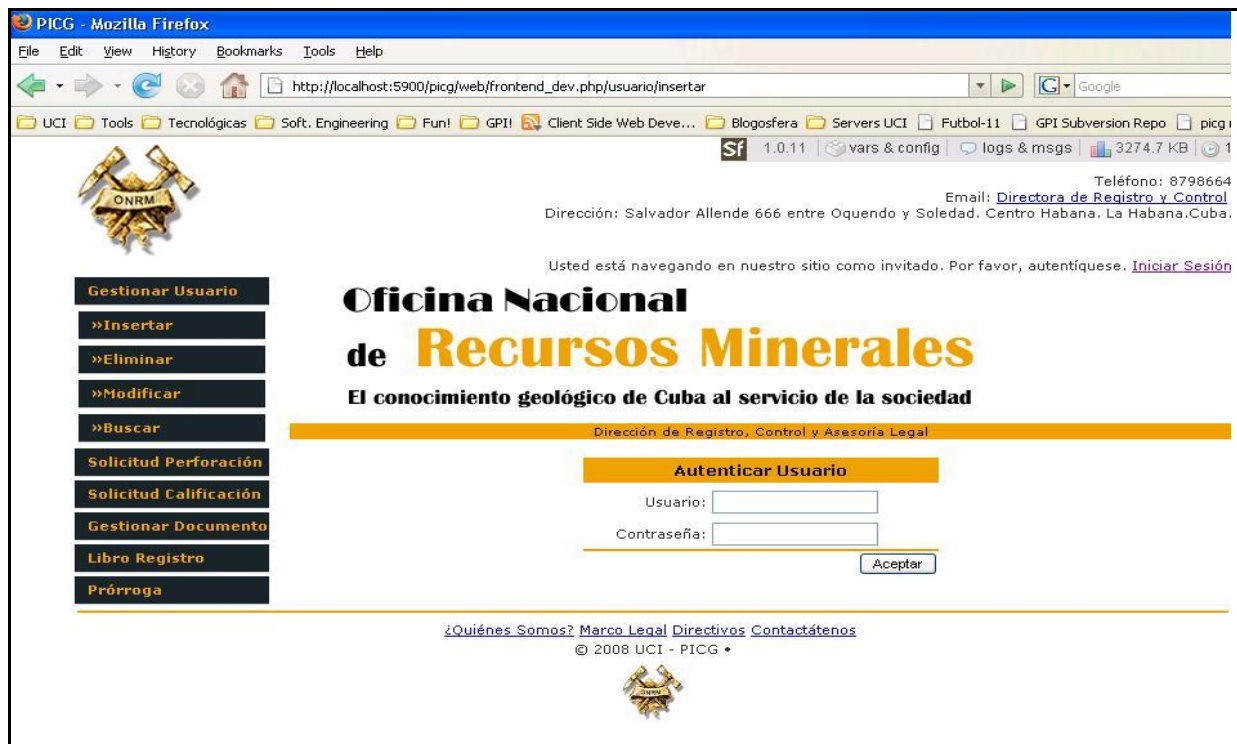 PICG - Mozilla Firefox
File Edit View History Bookmarks Tools Help
http://localhost:5900/picg/web/frontend_dev.php/usuario/insertar
G Google
UCI Tools Tecnológicas Soft. Engineering Fun! GPI! Client Side Web Deve... Blogosfera Servers UCI Futbol-11 GPI Subversion Repo picg
Sf 1.0.11 vars & config logs & msgs 3274.7 KB 1
ONRM
Teléfono: 8798664
Email: Directora de Registro y Control
Dirección: Salvador Allende 666 entre Oquendo y Soledad. Centro Habana. La Habana.Cuba.
Usted está navegando en nuestro sitio como invitado. Por favor, autentíquese. Iniciar Sesión
Gestionar Usuario
»Insertar
»Eliminar
»Modificar
»Buscar
Solicitud Perforación
Solicitud Calificación
Gestionar Documento
Libro Registro
Prórroga
Oficina Nacional
de Recursos Minerales
El conocimiento geológico de Cuba al servicio de la sociedad
Dirección de Registro, Control y Asesoría Legal
Autenticar Usuario
Usuario:
Contraseña:
Aceptar
¿Quiénes Somos? Marco Legal Directivos Contactátenos
© 2008 UCI - PICG •
ONRM